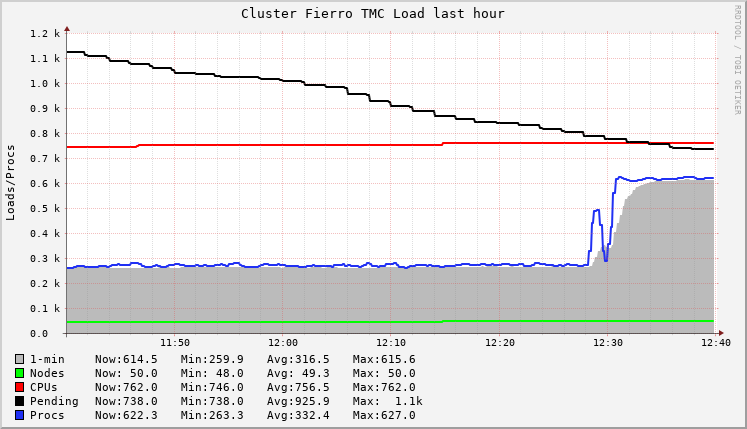 Cluster Fierro TMC Load last hour
RRDTOOL / TOBI OETIKER
Loads/Procs
1.2 k
1.1 k
1.0 k
0.9 k
0.8 k
0.7 k
0.6 k
0.5 k
0.4 k
0.3 k
0.2 k
0.1 k
0.0
11:50 12:00 12:10 12:20 12:30 12:40
1-min Now:614.5 Min:259.9 Avg:316.5 Max:615.6
Nodes Now: 50.0 Min: 48.0 Avg: 49.3 Max: 50.0
CPUs Now:762.0 Min:746.0 Avg:756.5 Max:762.0
Pending Now:738.0 Min:738.0 Avg:925.9 Max: 1.1k
Procs Now:622.3 Min:263.3 Avg:332.4 Max:627.0